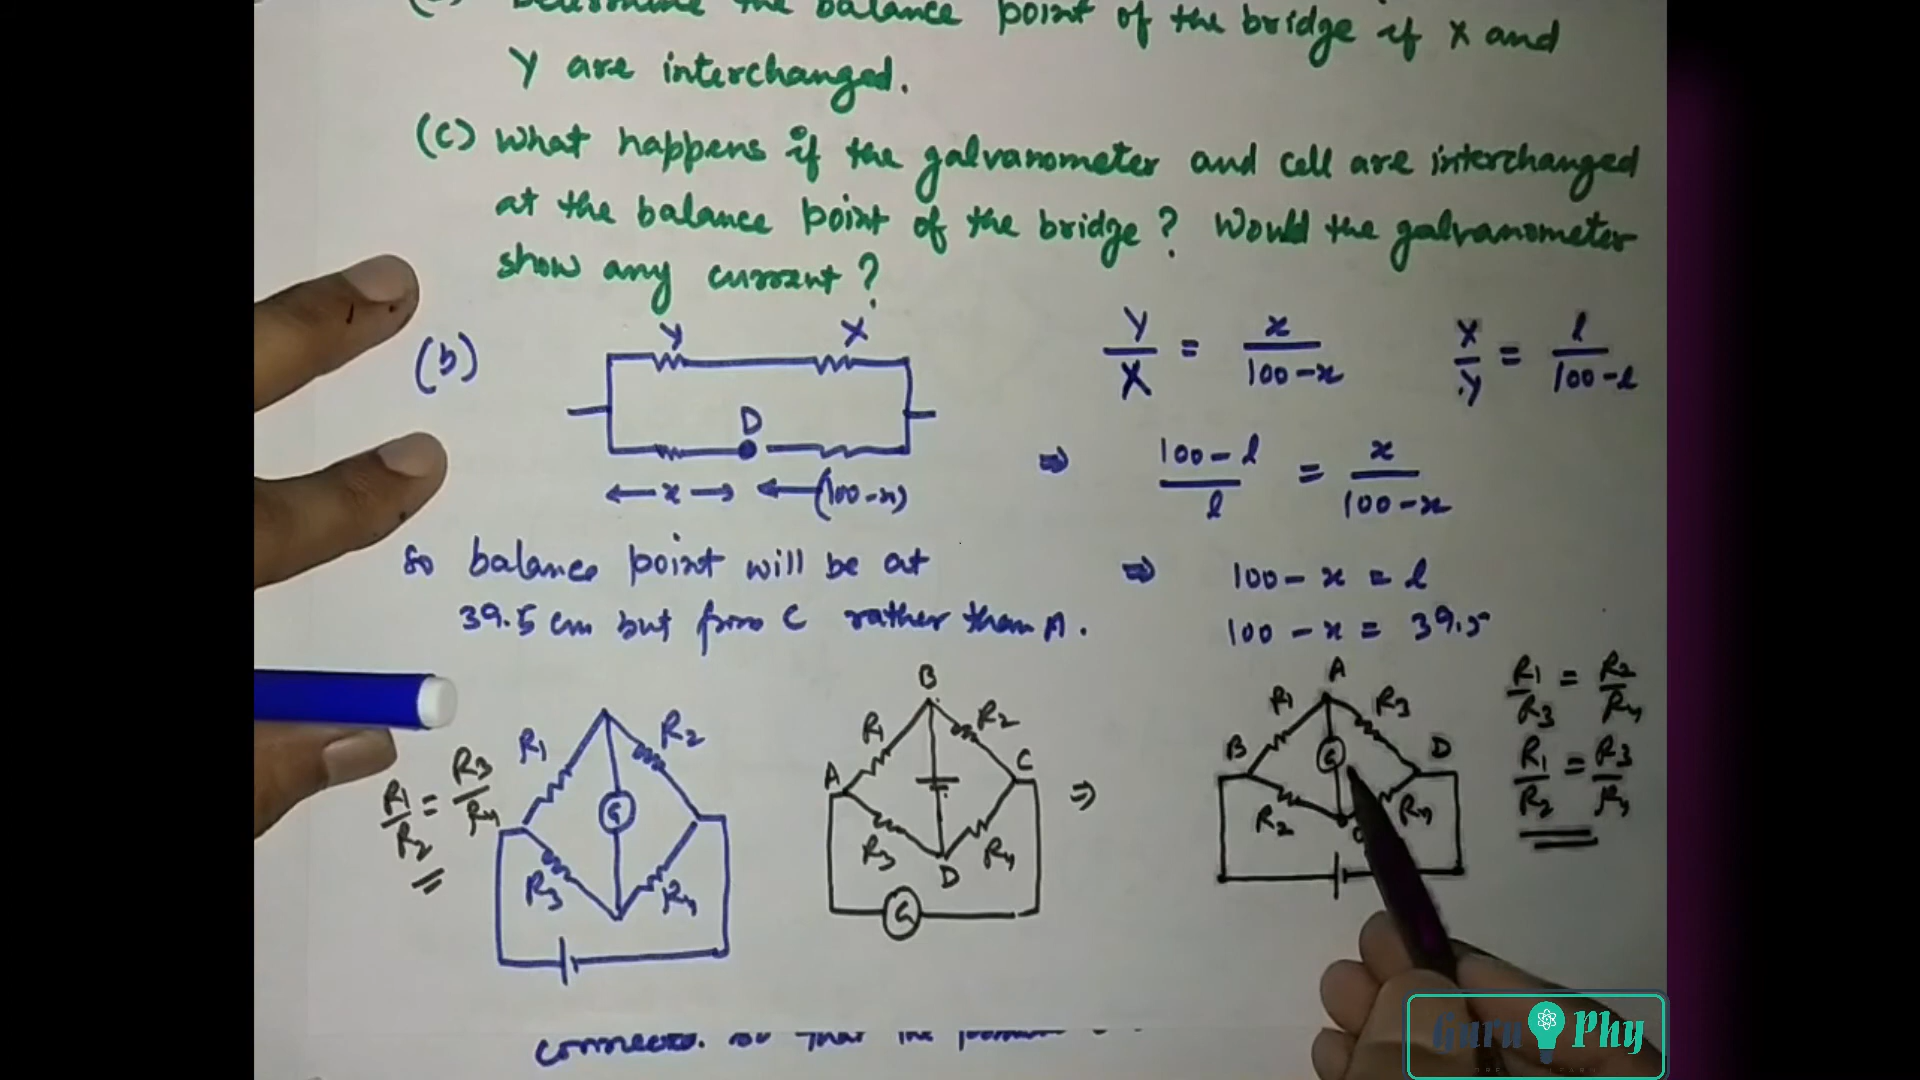 Determine the balance point of the bridge if X and
Y are interchanged.
(c) What happens if the galvanometer and cell are interchanged
at the balance point of the bridge? Would the galvanometer
show any current?
(b)
Y X
D
x (100-x)
Y/X = x/100-x X/Y = l/100-l
⇒ 100-l/l = x/100-x
So balance point will be at
39.5 cm but from C rather than A.
⇒ 100-x = l
100-x = 39.5
R1/R2 = R3/R4
R1 R2
G
R3 R4
B
R1 R2
A C
R3 R4
D
G
⇒
A
R1 R3
B G D
R2 R4
C
R1/R3 = R2/R4
R1/R2 = R3/R4
Guru Phy